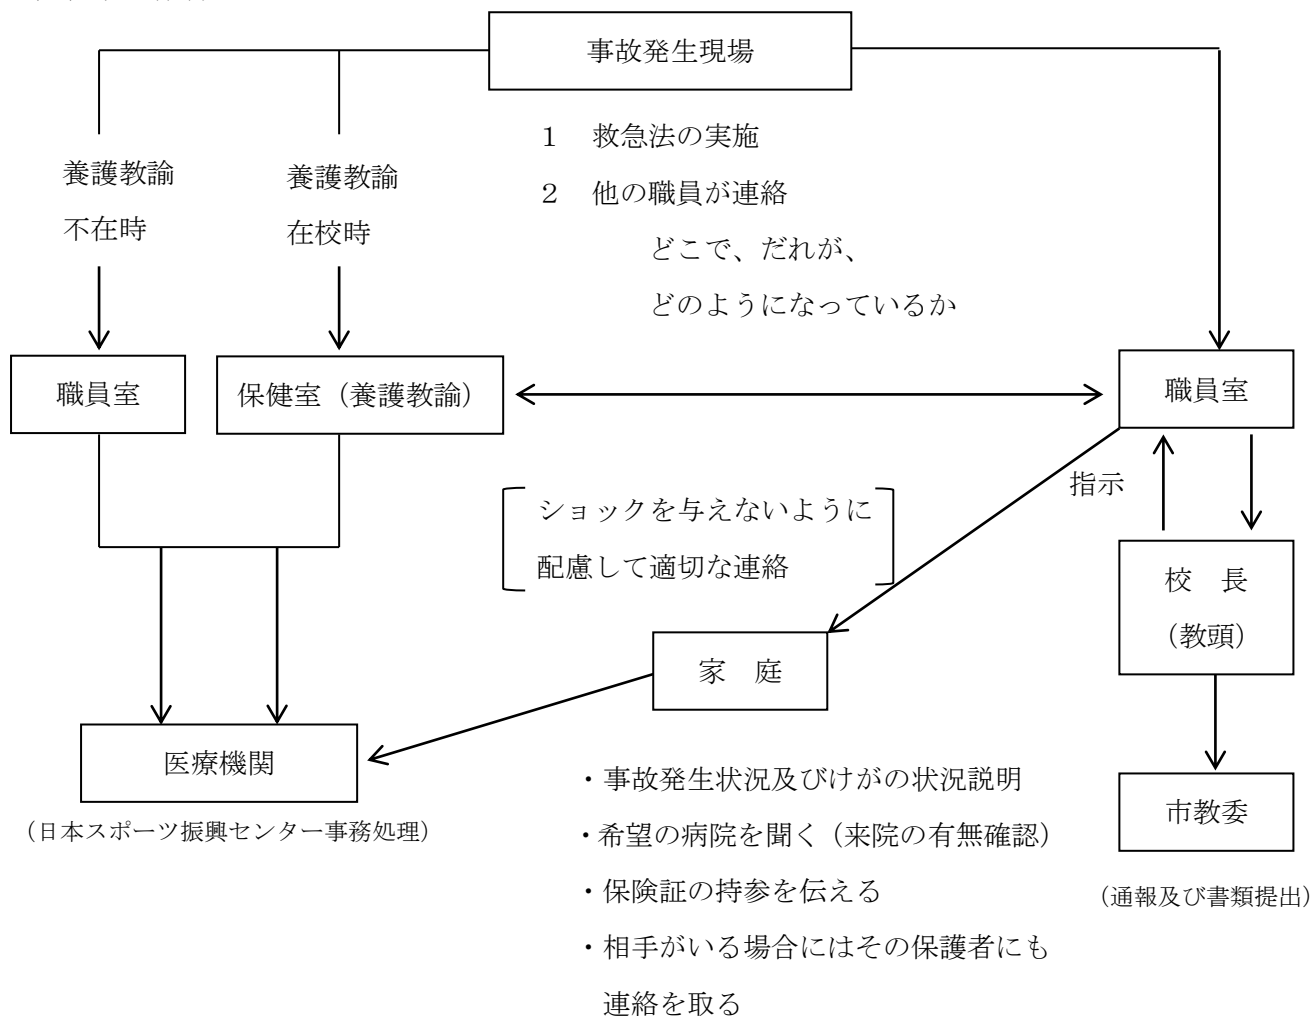 事故発生現場
１　救急法の実施
２　他の職員が連絡
どこで、だれが、
どのようになっているか
養護教諭
不在時
養護教諭
在校時
職員室
保健室（養護教諭）
職員室
指示
ショックを与えないように
配慮して適切な連絡
校　長
（教頭）
家　庭
医療機関
（日本スポーツ振興センター事務処理）
・事故発生状況及びけがの状況説明
・希望の病院を聞く（来院の有無確認）
・保険証の持参を伝える
・相手がいる場合にはその保護者にも
連絡を取る
市教委
（通報及び書類提出）